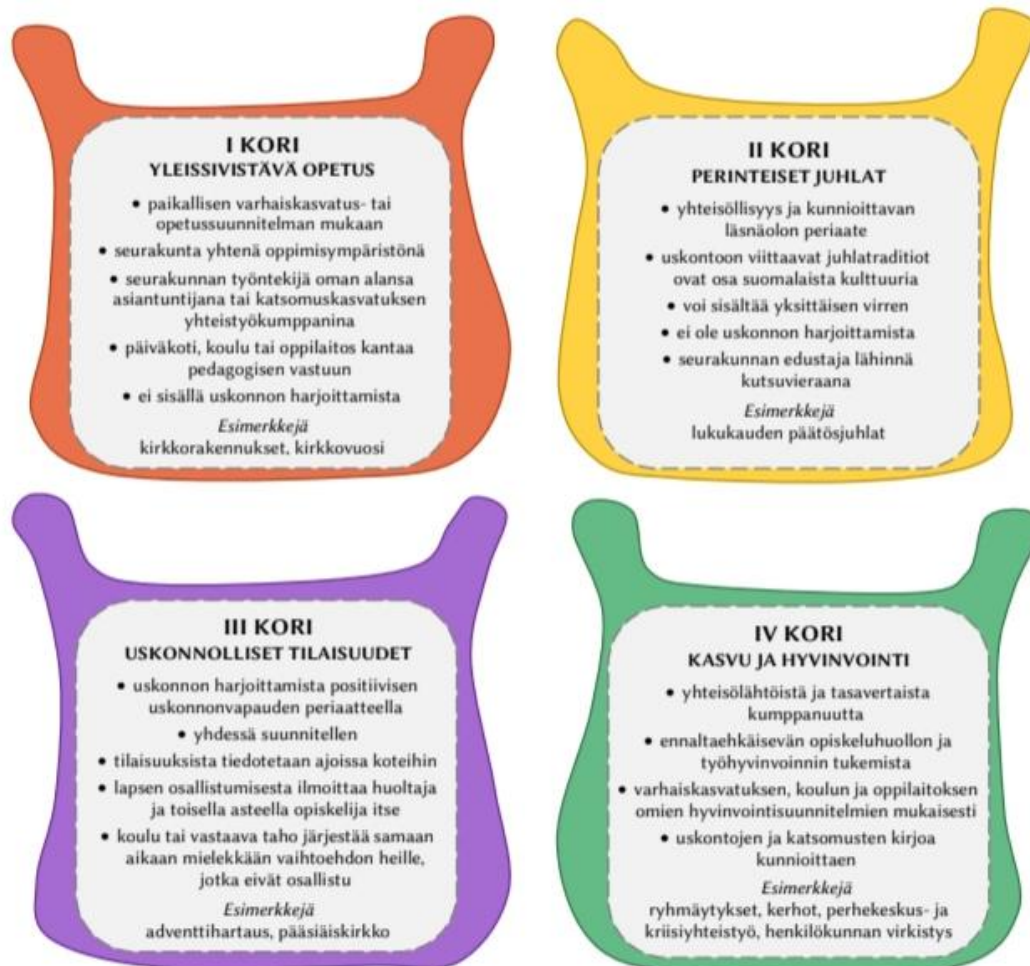 I KORI
YLEISSIVISTÄVÄ OPETUS
• paikallisen varhaiskasvatus- tai
opetussuunnitelman mukaan
• seurakunta yhtenä oppimisympäristönä
• seurakunnan työntekijä oman alansa
asiantuntijana tai katsomuskasvatuksen
yhteistyökumppanina
• päiväkoti, koulu tai oppilaitos kantaa
pedagogisen vastuun
• ei sisällä uskonnon harjoittamista
Esimerkkejä
kirkkorakennukset, kirkkovuosi
II KORI
PERINTEISET JUHLAT
• yhteisöllisyys ja kunnioittavan
läsnäolon periaate
• uskontoon viittaavat juhlatraditiot
ovat osa suomalaista kulttuuria
• voi sisältää yksittäisen virren
• ei ole uskonnon harjoittamista
• seurakunnan edustaja lähinnä
kutsuvieraana
Esimerkkejä
lukukauden päätösjuhlat
III KORI
USKONNOLLISET TILAISUUDET
• uskonnon harjoittamista positiivisen
uskonnonvapauden periaatteella
• yhdessä suunnitellen
• tilaisuuksista tiedotetaan ajoissa koteihin
• lapsen osallistumisesta ilmoittaa huoltaja
ja toisella asteella opiskelija itse
• koulu tai vastaava taho järjestää samaan
aikaan mielekkään vaihtoehdon heille,
jotka eivät osallistu
Esimerkkejä
adventtihartaus, pääsiäiskirkko
IV KORI
KASVU JA HYVINVOINTI
• yhteisölähtöistä ja tasavertaista
kumppanuutta
• ennaltaehkäisevän opiskeluhuollon ja
työhyvinvoinnin tukemista
• varhaiskasvatuksen, koulun ja oppilaitoksen
omien hyvinvointisuunnitelmien mukaisesti
• uskontojen ja katsomusten kirjoa
kunnioittaen
Esimerkkejä
ryhmäytykset, kerhot, perhekeskus- ja
kriisiyhteistyö, henkilökunnan virkistys